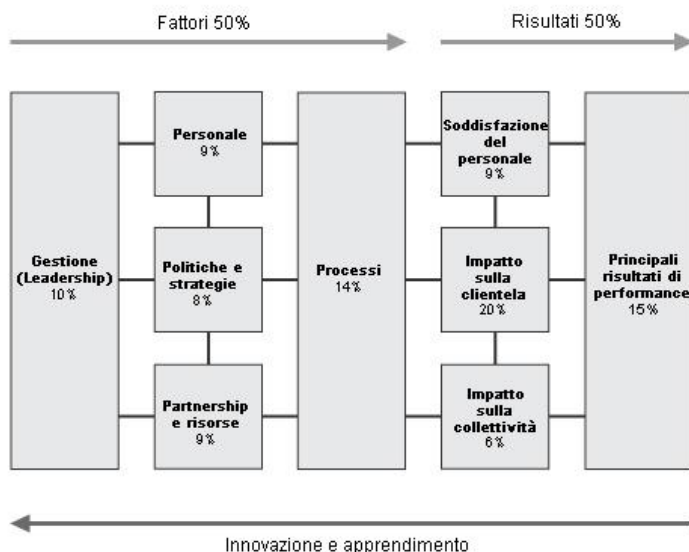 Fattori 50%
Risultati 50%
Gestione
(Leadership)
10%
Personale
9%
Politiche e
strategie
8%
Partnership
e risorse
9%
Processi
14%
Soddisfazione
del
personale
9%
Impatto
sulla
clientela
20%
Impatto
sulla
collettività
6%
Principali
risultati di
performance
15%
Innovazione e apprendimento